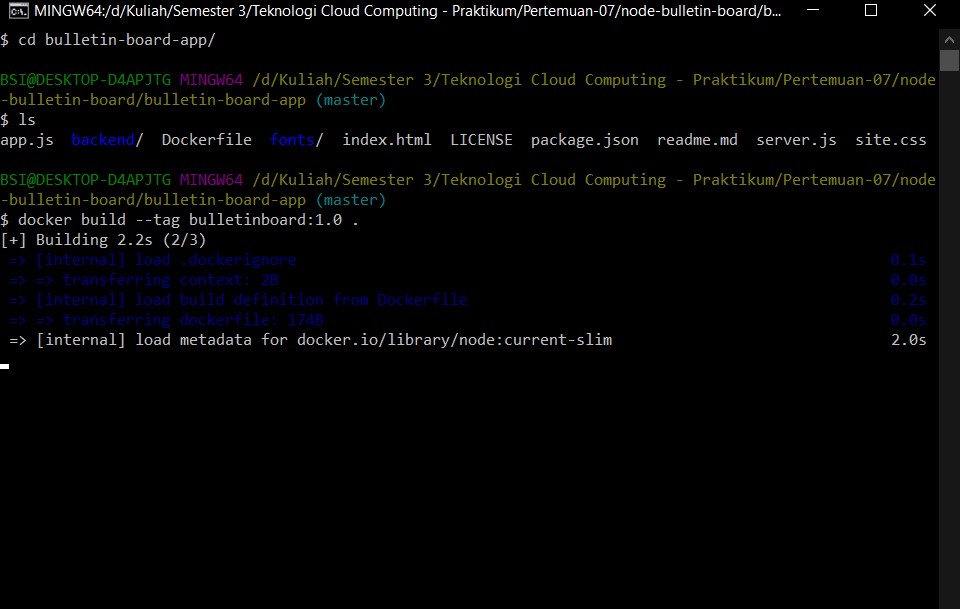 MINGW64:/d/Kuliah/Semester 3/Teknologi Cloud Computing - Praktikum/Pertemuan-07/node-bulletin-board/b...
$ cd bulletin-board-app/
BSI@DESKTOP-D4APJTG MINGW64 /d/Kuliah/Semester 3/Teknologi Cloud Computing - Praktikum/Pertemuan-07/node
-bulletin-board/bulletin-board-app (master)
$ ls
app.js  backend/  Dockerfile  fonts/  index.html  LICENSE  package.json  readme.md  server.js  site.css
BSI@DESKTOP-D4APJTG MINGW64 /d/Kuliah/Semester 3/Teknologi Cloud Computing - Praktikum/Pertemuan-07/node
-bulletin-board/bulletin-board-app (master)
$ docker build --tag bulletinboard:1.0 .
[+] Building 2.2s (2/3)
=> [internal] load .dockerignore 0.1s
=> => transferring context: 2B 0.0s
=> [internal] load build definition from Dockerfile 0.2s
=> => transferring dockerfile: 174B 0.0s
=> [internal] load metadata for docker.io/library/node:current-slim 2.0s